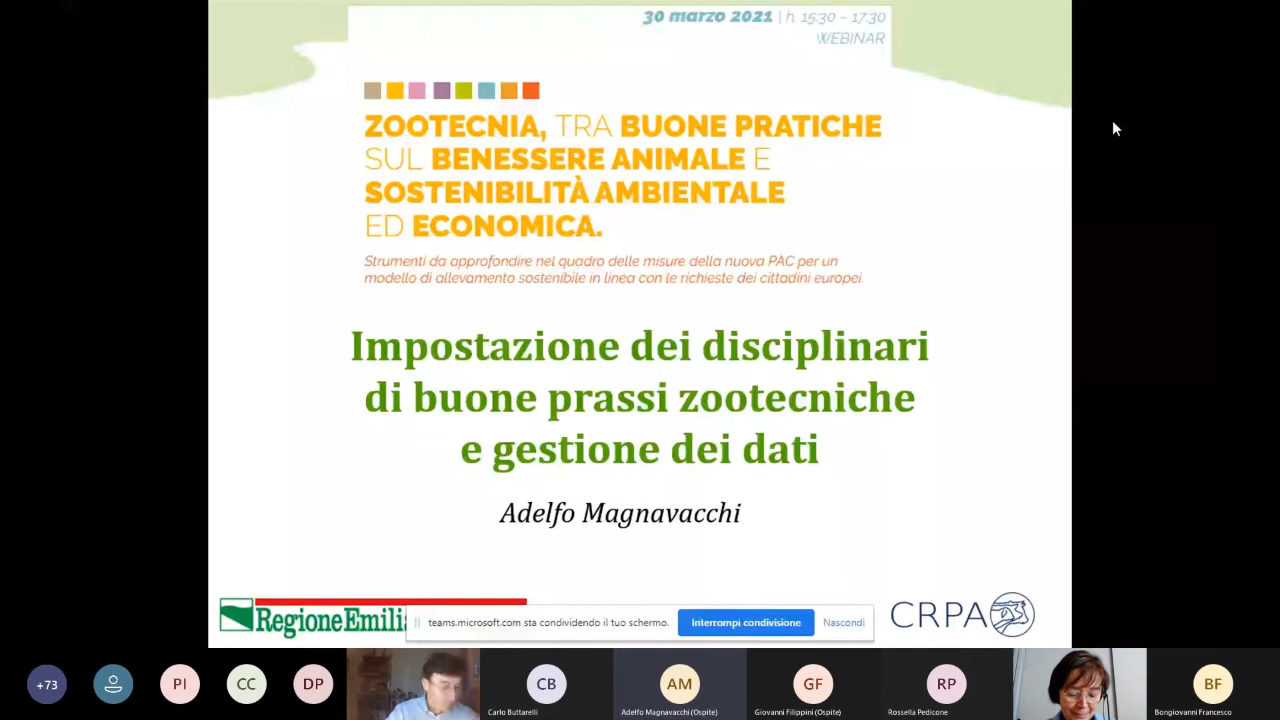 30 marzo 2021 | h. 15:30 - 17:30
WEBINAR
ZOOTECNIA, TRA BUONE PRATICHE
SUL BENESSERE ANIMALE E
SOSTENIBILITÀ AMBIENTALE
ED ECONOMICA.
Strumenti da approfondire nel quadro delle misure della nuova PAC per un
modello di allevamento sostenibile in linea con le richieste dei cittadini europei.
Impostazione dei disciplinari
di buone prassi zootecniche
e gestione dei dati
Adelfo Magnavacchi
RegioneEmili
teams.microsoft.com sta condividendo il tuo schermo.
Interrompi condivisione
Nascondi
CRPA
+73
PI
CC
DP
CB
AM
GF
RP
BF
Carlo Buttarelli
Adelfo Magnavacchi (Ospite)
Giovanni Filippini (Ospite)
Rossella Pedicone
Bongiovanni Francesco